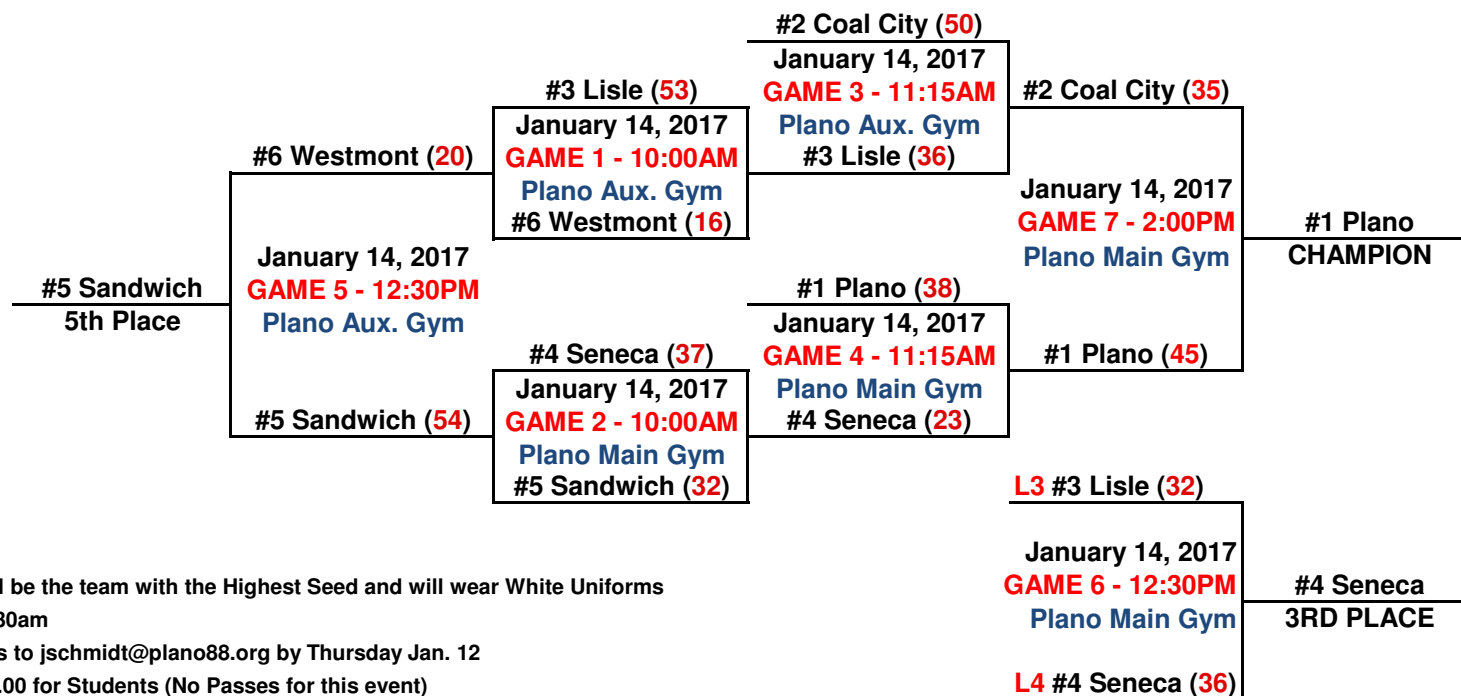 #2 Coal City (50)
January 14, 2017
GAME 3 - 11:15AM
Plano Aux. Gym
#3 Lisle (36)
#3 Lisle (53)
January 14, 2017
GAME 1 - 10:00AM
Plano Aux. Gym
#6 Westmont (16)
#2 Coal City (35)
January 14, 2017
GAME 7 - 2:00PM
Plano Main Gym
#1 Plano (45)
#6 Westmont (20)
January 14, 2017
GAME 5 - 12:30PM
Plano Aux. Gym
#5 Sandwich (54)
#5 Sandwich
5th Place
#1 Plano
CHAMPION
#1 Plano (38)
January 14, 2017
GAME 4 - 11:15AM
Plano Main Gym
#4 Seneca (23)
#4 Seneca (37)
January 14, 2017
GAME 2 - 10:00AM
Plano Main Gym
#5 Sandwich (32)
L3 #3 Lisle (32)
January 14, 2017
GAME 6 - 12:30PM
Plano Main Gym
L4 #4 Seneca (36)
#4 Seneca
3RD PLACE
be the team with the Highest Seed and will wear White Uniforms
30am
s to jschmidt@plano88.org by Thursday Jan. 12
.00 for Students (No Passes for this event)